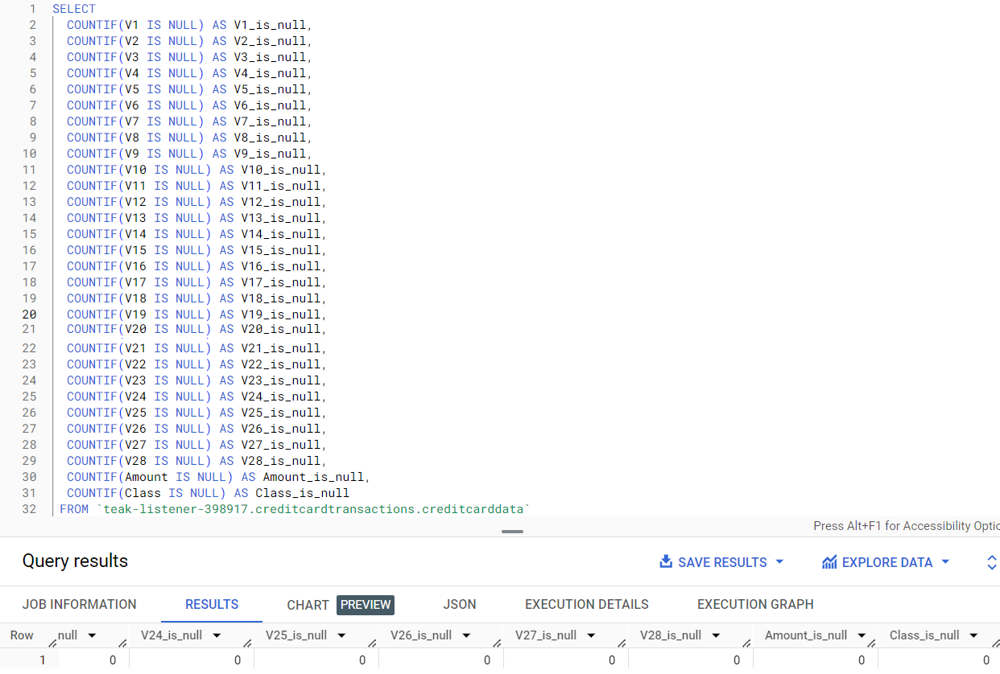 1 SELECT
2 COUNTIF(V1 IS NULL) AS V1_is_null,
3 COUNTIF(V2 IS NULL) AS V2_is_null,
4 COUNTIF(V3 IS NULL) AS V3_is_null,
5 COUNTIF(V4 IS NULL) AS V4_is_null,
6 COUNTIF(V5 IS NULL) AS V5_is_null,
7 COUNTIF(V6 IS NULL) AS V6_is_null,
8 COUNTIF(V7 IS NULL) AS V7_is_null,
9 COUNTIF(V8 IS NULL) AS V8_is_null,
10 COUNTIF(V9 IS NULL) AS V9_is_null,
11 COUNTIF(V10 IS NULL) AS V10_is_null,
12 COUNTIF(V11 IS NULL) AS V11_is_null,
13 COUNTIF(V12 IS NULL) AS V12_is_null,
14 COUNTIF(V13 IS NULL) AS V13_is_null,
15 COUNTIF(V14 IS NULL) AS V14_is_null,
16 COUNTIF(V15 IS NULL) AS V15_is_null,
17 COUNTIF(V16 IS NULL) AS V16_is_null,
18 COUNTIF(V17 IS NULL) AS V17_is_null,
19 COUNTIF(V18 IS NULL) AS V18_is_null,
20 COUNTIF(V19 IS NULL) AS V19_is_null,
21 COUNTIF(V20 IS NULL) AS V20_is_null,
22 COUNTIF(V21 IS NULL) AS V21_is_null,
23 COUNTIF(V22 IS NULL) AS V22_is_null,
24 COUNTIF(V23 IS NULL) AS V23_is_null,
25 COUNTIF(V24 IS NULL) AS V24_is_null,
26 COUNTIF(V25 IS NULL) AS V25_is_null,
27 COUNTIF(V26 IS NULL) AS V26_is_null,
28 COUNTIF(V27 IS NULL) AS V27_is_null,
29 COUNTIF(V28 IS NULL) AS V28_is_null,
30 COUNTIF(Amount IS NULL) AS Amount_is_null,
31 COUNTIF(Class IS NULL) AS Class_is_null
32 FROM `teak-listener-398917.creditcardtransactions.creditcarddata`
Press Alt+F1 for Accessibility Optio
Query results SAVE RESULTS EXPLORE DATA
JOB INFORMATION RESULTS CHART PREVIEW JSON EXECUTION DETAILS EXECUTION GRAPH
Row _null V24_is_null V25_is_null V26_is_null V27_is_null V28_is_null Amount_is_null Class_is_null
1 0 0 0 0 0 0 0 0